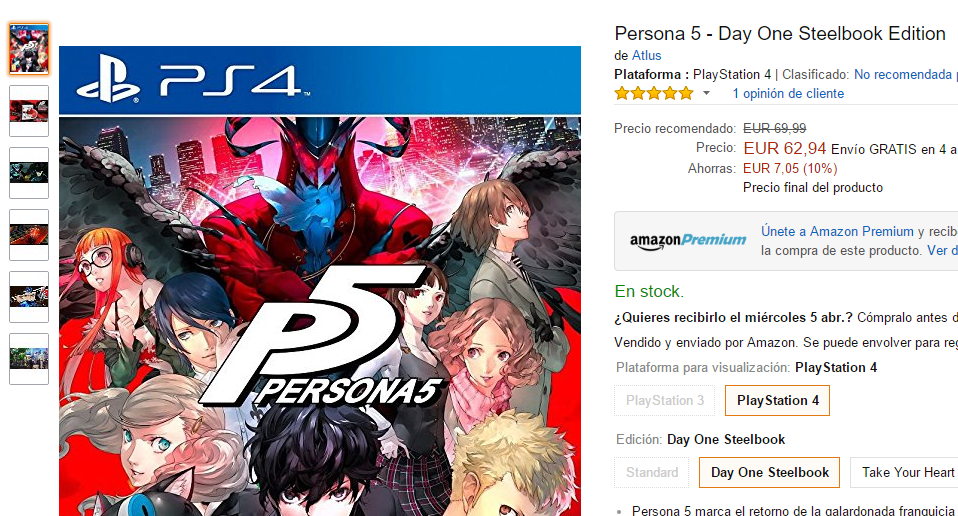 Persona 5 - Day One Steelbook Edition
de Atlus
Plataforma : PlayStation 4 | Clasificado: No recomendada
1 opinión de cliente
PS4
Precio recomendado: EUR 69,99
Precio: EUR 62,94 Envío GRATIS en 4 a
Ahorras: EUR 7,05 (10%)
Precio final del producto
amazonPremium
Únete a Amazon Premium y recib
la compra de este producto. Ver d
En stock.
¿Quieres recibirlo el miércoles 5 abr.? Cómpralo antes d
Vendido y enviado por Amazon. Se puede envolver para reg
Plataforma para visualización: PlayStation 4
PlayStation 3
PlayStation 4
P5
PERSONA5
Edición: Day One Steelbook
Standard
Day One Steelbook
Take Your Heart
Persona 5 marca el retorno de la galardonada franquicia